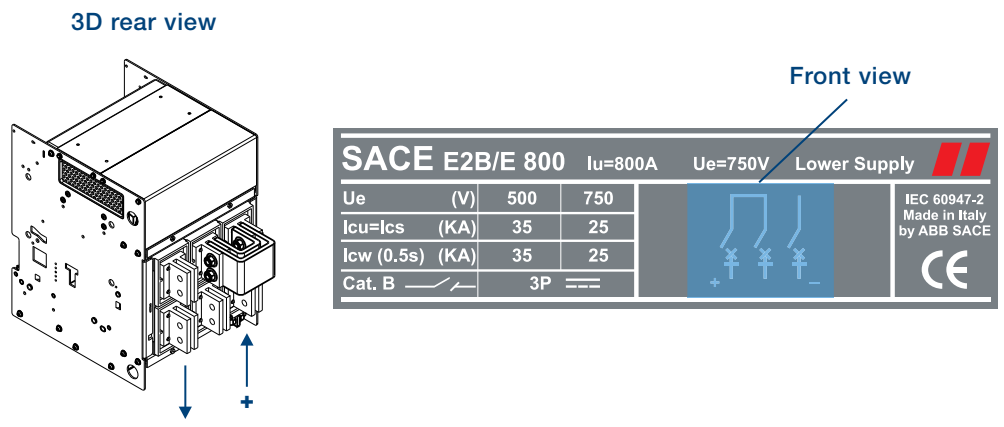 3D rear view
+
Front view
SACE E2B/E 800 Iu=800A Ue=750V Lower Supply
Ue (V) 500 750
Icu=Ics (KA) 35 25
Icw (0.5s) (KA) 35 25
Cat. B 3P
+ –
IEC 60947-2
Made in Italy
by ABB SACE
CE